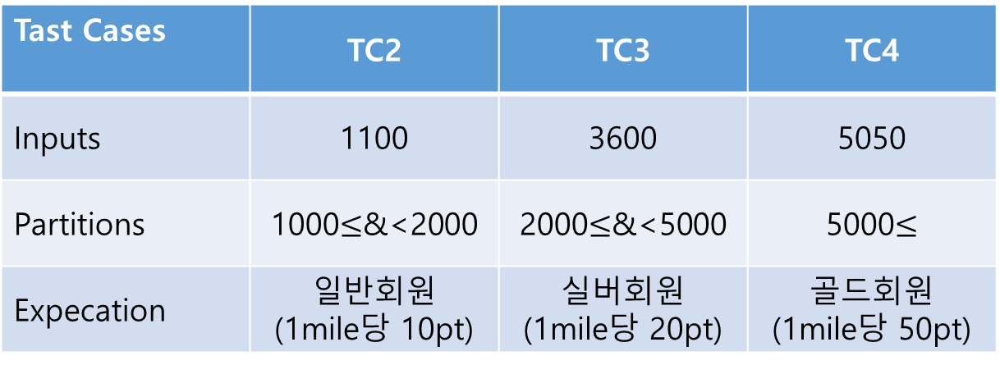 Tast Cases TC2 TC3 TC4
Inputs 1100 3600 5050
Partitions 1000≤&<2000 2000≤&<5000 5000≤
Expecation 일반회원 (1mile당 10pt) 실버회원 (1mile당 20pt) 골드회원 (1mile당 50pt)